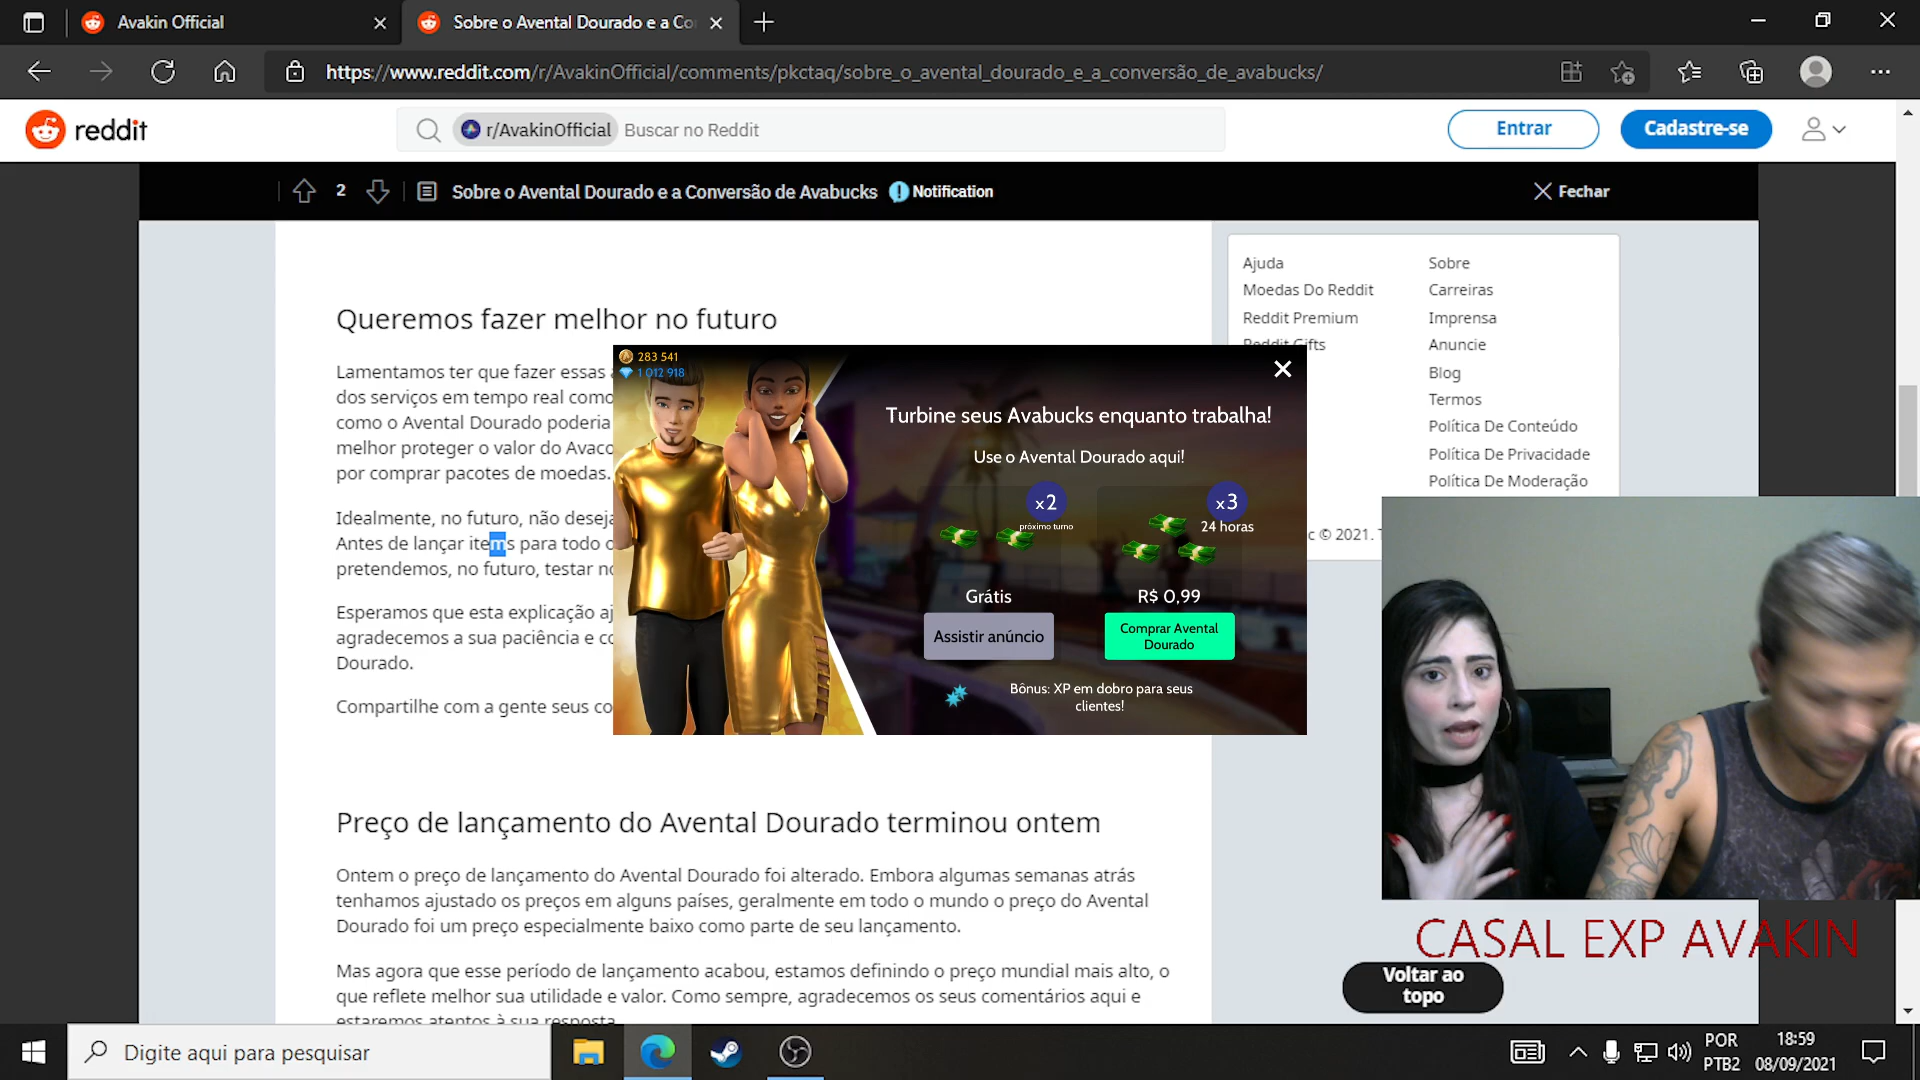 Avakin Official
Sobre o Avental Dourado e a Co
https://www.reddit.com/r/AvakinOfficial/comments/pkctaq/sobre_o_avental_dourado_e_a_conversão_de_avabucks/
reddit
r/AvakinOfficial Buscar no Reddit
Entrar
Cadastre-se
2
Sobre o Avental Dourado e a Conversão de Avabucks
Notification
Fechar
Queremos fazer melhor no futuro
Lamentamos ter que fazer essas
dos serviços em tempo real como
como o Avental Dourado poderia
melhor proteger o valor do Avaco
por comprar pacotes de moedas.
Idealmente, no futuro, não deseja
Antes de lançar items para todo o
pretendemos, no futuro, testar no
Esperamos que esta explicação aj
agradecemos a sua paciência e co
Dourado.
Compartilhe com a gente seus co
283 541
1 012 918
Turbine seus Avabucks enquanto trabalha!
Use o Avental Dourado aqui!
x2
próximo turno
x3
24 horas
Grátis
R$ 0,99
Assistir anúncio
Comprar Avental
Dourado
Bônus: XP em dobro para seus
clientes!
Ajuda
Moedas Do Reddit
Reddit Premium
Reddit Gifts
Sobre
Carreiras
Imprensa
Anuncie
Blog
Termos
Política De Conteúdo
Política De Privacidade
Política De Moderação
c © 2021. T
Preço de lançamento do Avental Dourado terminou ontem
Ontem o preço de lançamento do Avental Dourado foi alterado. Embora algumas semanas atrás
tenhamos ajustado os preços em alguns países, geralmente em todo o mundo o preço do Avental
Dourado foi um preço especialmente baixo como parte de seu lançamento.
Mas agora que esse período de lançamento acabou, estamos definindo o preço mundial mais alto, o
que reflete melhor sua utilidade e valor. Como sempre, agradecemos os seus comentários aqui e
estaremos atentos à sua resposta
CASAL EXP AVAKIN
Voltar ao
topo
Digite aqui para pesquisar
POR
PTB2
18:59
08/09/2021